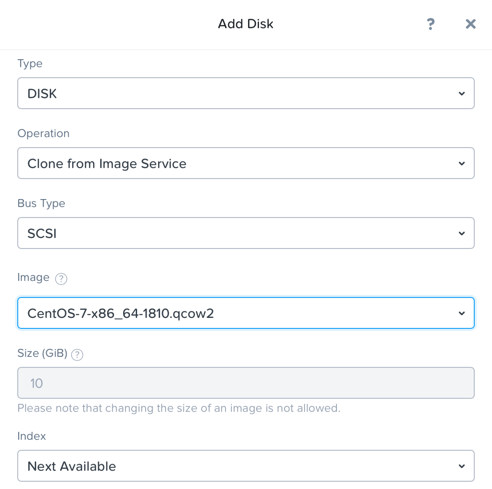 Add Disk
?
Type
DISK
Operation
Clone from Image Service
Bus Type
SCSI
Image ?
CentOS-7-x86_64-1810.qcow2
Size (GiB) ?
10
Please note that changing the size of an image is not allowed.
Index
Next Available